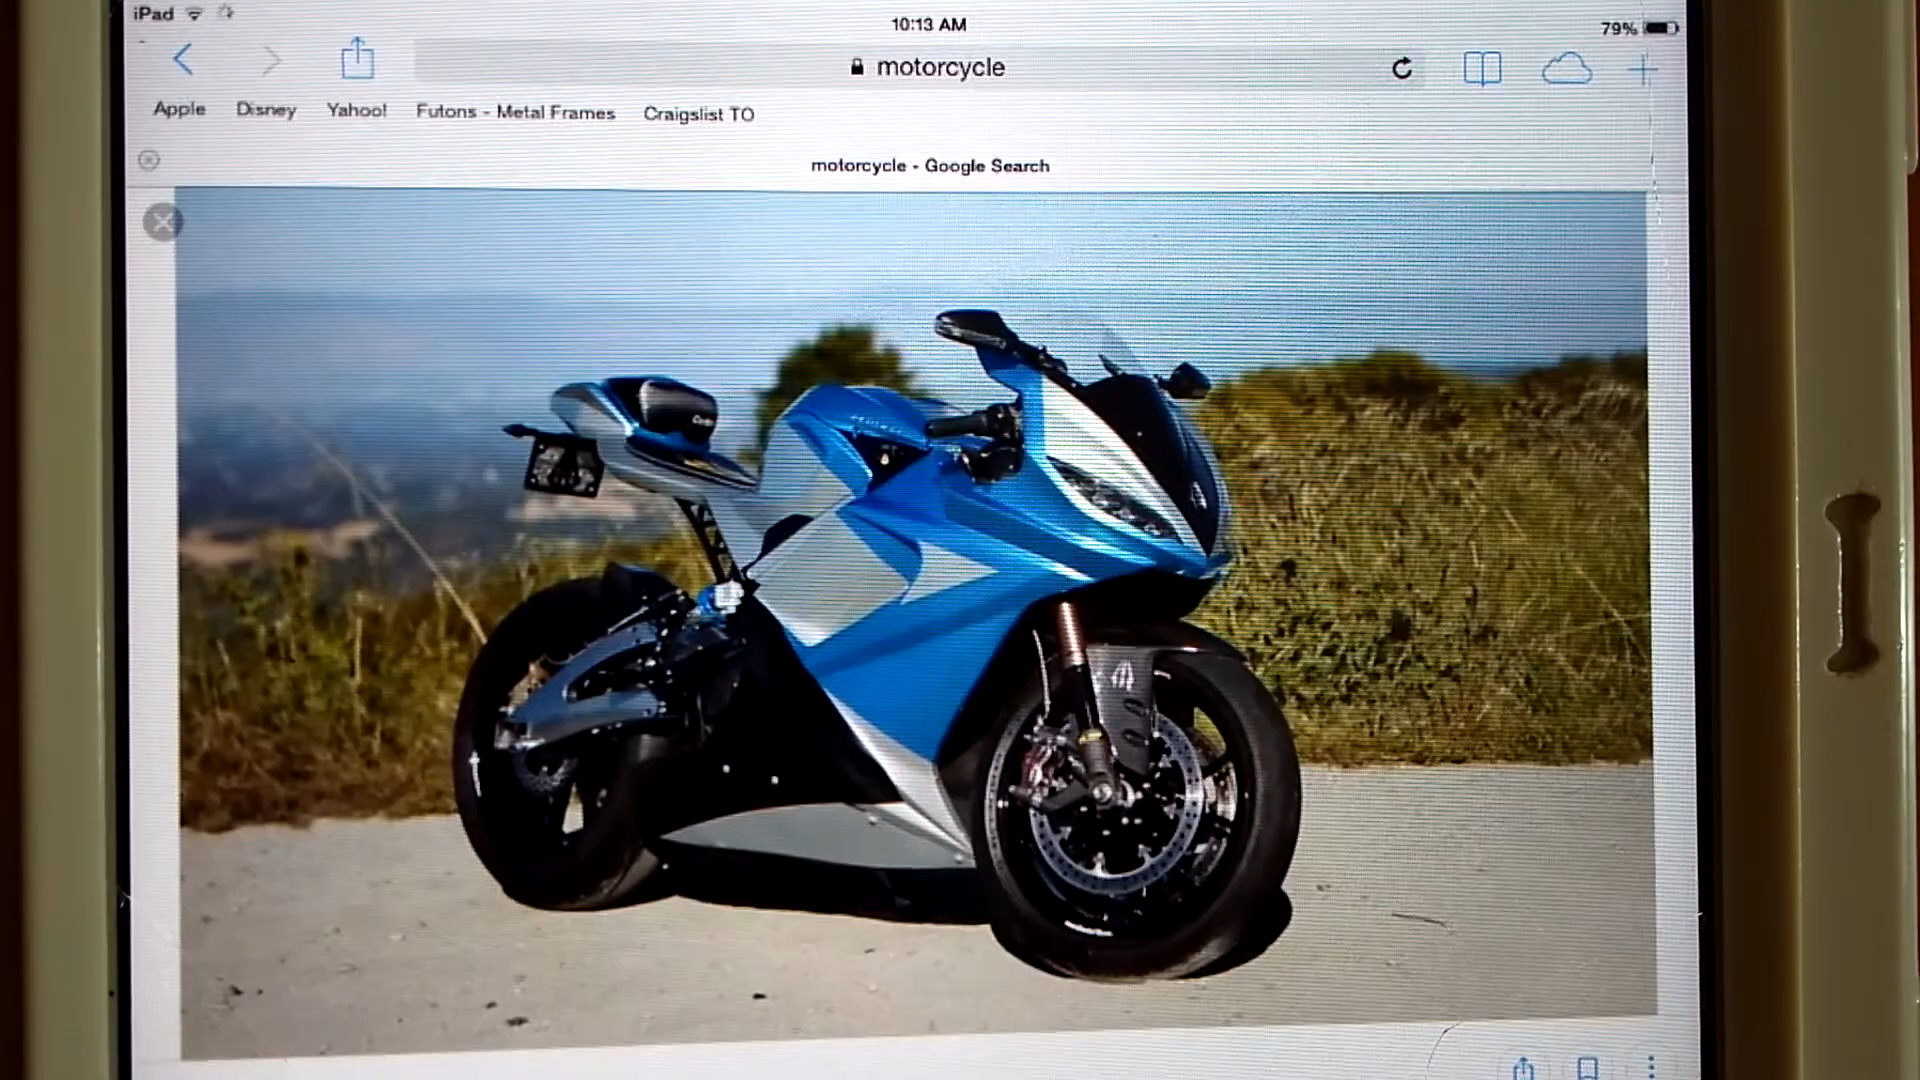 iPad
10:13 AM
79%
motorcycle
Apple Disney Yahoo! Futons - Metal Frames Craigslist TO
motorcycle - Google Search